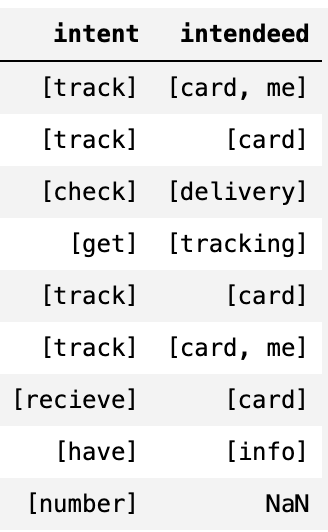 intent intendeed
[track] [card, me]
[track] [card]
[check] [delivery]
[get] [tracking]
[track] [card]
[track] [card, me]
[recieve] [card]
[have] [info]
[number] NaN